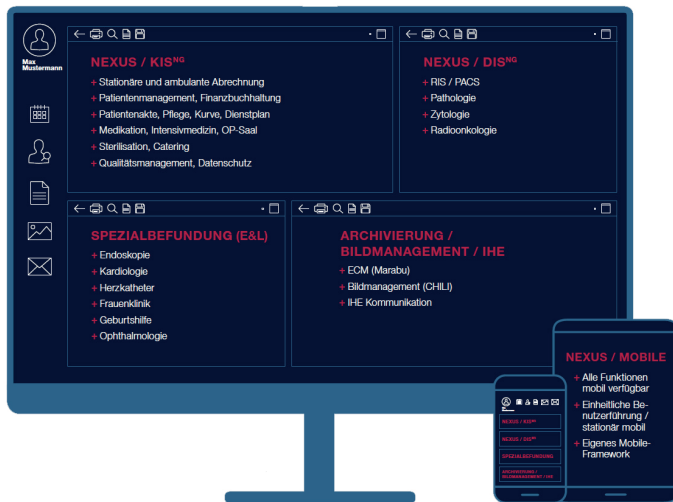 Max
Mustermann
NEXUS / KISᴺᴳ
+ Stationäre und ambulante Abrechnung
+ Patientenmanagement, Finanzbuchhaltung
+ Patientenakte, Pflege, Kurve, Dienstplan
+ Medikation, Intensivmedizin, OP-Saal
+ Sterilisation, Catering
+ Qualitätsmanagement, Datenschutz
NEXUS / DISᴺᴳ
+ RIS / PACS
+ Pathologie
+ Zytologie
+ Radioonkologie
SPEZIALBEFUNDUNG (E&L)
+ Endoskopie
+ Kardiologie
+ Herzkatheter
+ Frauenklinik
+ Geburtshilfe
+ Ophthalmologie
ARCHIVIERUNG /
BILDMANAGEMENT / IHE
+ ECM (Marabu)
+ Bildmanagement (CHILI)
+ IHE Kommunikation
NEXUS / MOBILE
+ Alle Funktionen
mobil verfügbar
+ Einheitliche Be-
nutzerführung /
stationär mobil
+ Eigenes Mobile-
Framework
NEXUS / KISᴺᴳ
NEXUS / DISᴺᴳ
SPEZIALBEFUNDUNG
ARCHIVIERUNG /
BILDMANAGEMENT / IHE